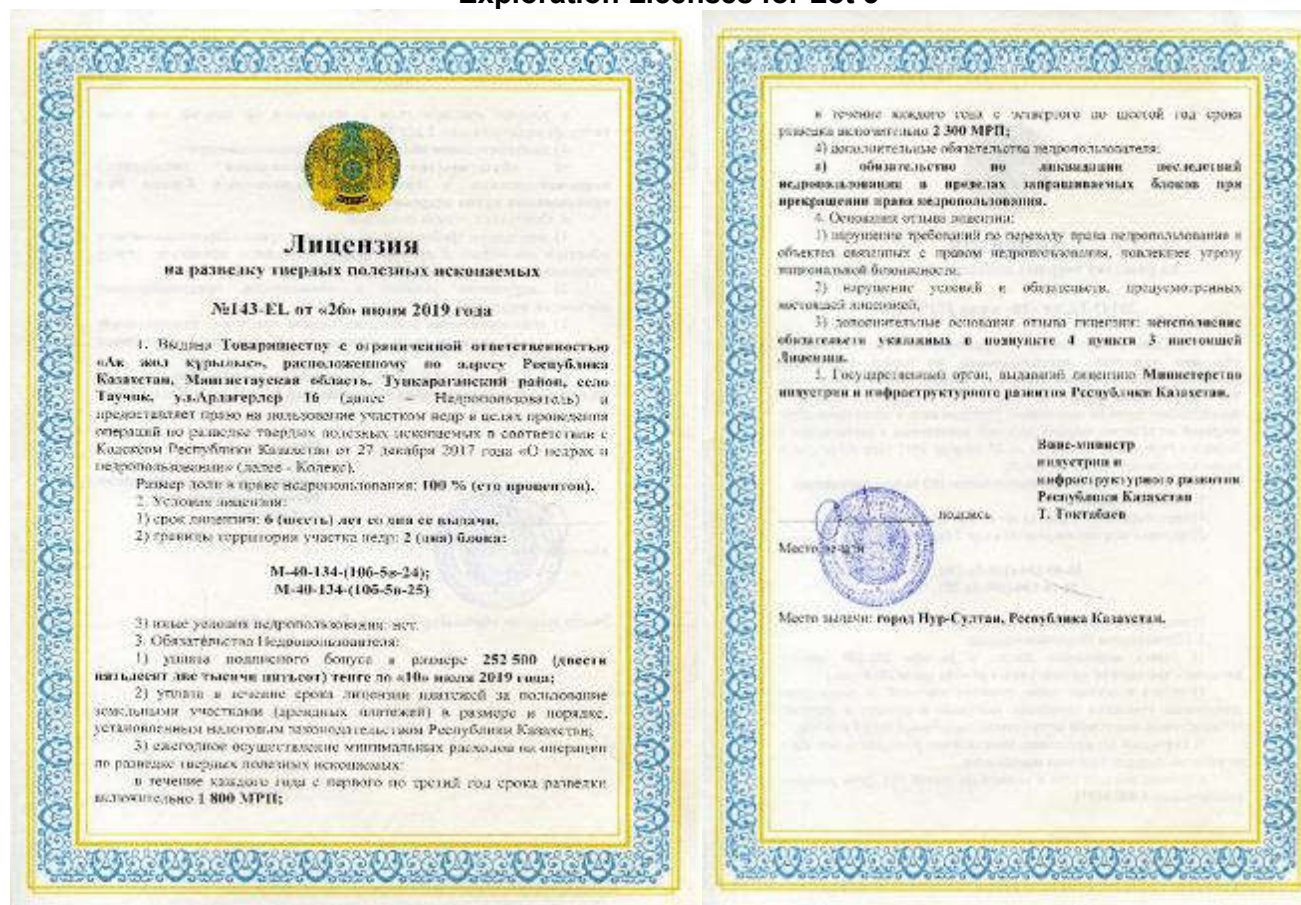 Exploration Licenses for Lot 5
Лицензия
на разведку твердых полезных ископаемых
№143-EL от «26» июня 2019 года
1. Выдана Товариществу с ограниченной ответственностью
«Ак жол курылыс», расположенному по адресу Республика
Казахстан, Мангистауская область, Тупкараганский район, село
Таучик, ул.Ардагерлер 16 (далее – Недропользователь) и
предоставляет право на пользование участком недр в целях проведения
операций по разведке твердых полезных ископаемых в соответствии с
Кодексом Республики Казахстан от 27 декабря 2017 года «О недрах и
недропользовании» (далее - Кодекс).
Размер доли в праве недропользования: 100 % (сто процентов).
2. Условия лицензии:
1) срок лицензии: 6 (шесть) лет со дня ее выдачи.
2) границы территории участка недр: 2 (два) блока:
М-40-134-(10б-5в-24);
М-40-134-(10б-5в-25)
3) иные условия недропользования: нет.
3. Обязательства Недропользователя:
1) уплата подписного бонуса в размере 252 500 (двести
пятьдесят две тысячи пятьсот) тенге до «10» июля 2019 года;
2) уплата в течение срока лицензии платежей за пользование
земельными участками (арендных платежей) в размере и порядке,
установленным налоговым законодательством Республики Казахстан;
3) ежегодное осуществление минимальных расходов на операции
по разведке твердых полезных ископаемых:
в течение каждого года с первого по третий год срока разведки
включительно 1 800 МРП;
в течение каждого года с четвертого по шестой год срока
разведки включительно 2 300 МРП;
4) дополнительные обязательства недропользователя:
а) обязательство по ликвидации последствий
недропользования в пределах запрашиваемых блоков при
прекращении права недропользования.
4. Основания отзыва лицензии:
1) нарушение требований по переходу права недропользования и
объектов связанных с правом недропользования, повлекшее угрозу
национальной безопасности;
2) нарушение условий и обязательств, предусмотренных
настоящей лицензией;
3) дополнительные основания отзыва лицензии: неисполнение
обязательств указанных в подпункте 4 пункта 3 настоящей
Лицензии.
5. Государственный орган, выдавший лицензию Министерство
индустрии и инфраструктурного развития Республики Казахстан.
Вице-министр
индустрии и
инфраструктурного развития
Республики Казахстан
подпись Т. Токтабаев
Место печати
Место выдачи: город Нур-Султан, Республика Казахстан.